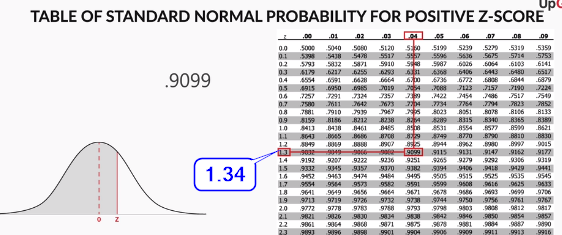 UpG
TABLE OF STANDARD NORMAL PROBABILITY FOR POSITIVE Z-SCORE
.9099
1.34
0 Z
z .00 .01 .02 .03 .04 .05 .06 .07 .08 .09
0.0 .5000 .5040 .5080 .5120 .5160 .5199 .5239 .5279 .5319 .5359
0.1 .5398 .5438 .5478 .5517 .5557 .5596 .5636 .5675 .5714 .5753
0.2 .5793 .5832 .5871 .5910 .5948 .5987 .6026 .6064 .6103 .6141
0.3 .6179 .6217 .6255 .6293 .6331 .6368 .6406 .6443 .6480 .6517
0.4 .6554 .6591 .6628 .6664 .6700 .6736 .6772 .6808 .6844 .6879
0.5 .6915 .6950 .6985 .7019 .7054 .7088 .7123 .7157 .7190 .7224
0.6 .7257 .7291 .7324 .7357 .7389 .7422 .7454 .7486 .7517 .7549
0.7 .7580 .7611 .7642 .7673 .7704 .7734 .7764 .7794 .7823 .7852
0.8 .7881 .7910 .7939 .7967 .7995 .8023 .8051 .8078 .8106 .8133
0.9 .8159 .8186 .8212 .8238 .8264 .8289 .8315 .8340 .8365 .8389
1.0 .8413 .8438 .8461 .8485 .8508 .8531 .8554 .8577 .8599 .8621
1.1 .8643 .8665 .8686 .8708 .8729 .8749 .8770 .8790 .8810 .8830
1.2 .8849 .8869 .8888 .8907 .8925 .8944 .8962 .8980 .8997 .9015
1.3 .9099 .9115 .9131 .9147 .9162 .9177
1.4 .9192 .9207 .9222 .9236 .9251 .9265 .9279 .9292 .9306 .9319
1.5 .9332 .9345 .9357 .9370 .9382 .9394 .9406 .9418 .9429 .9441
1.6 .9452 .9463 .9474 .9484 .9495 .9505 .9515 .9525 .9535 .9545
1.7 .9554 .9564 .9573 .9582 .9591 .9599 .9608 .9616 .9625 .9633
1.8 .9641 .9649 .9656 .9664 .9671 .9678 .9686 .9693 .9699 .9706
1.9 .9713 .9719 .9726 .9732 .9738 .9744 .9750 .9756 .9761 .9767
2.0 .9772 .9778 .9783 .9788 .9793 .9798 .9803 .9808 .9812 .9817
2.1 .9821 .9826 .9830 .9834 .9838 .9842 .9846 .9850 .9854 .9857
2.2 .9861 .9864 .9868 .9871 .9875 .9878 .9881 .9884 .9887 .9890
2.3 .9893 .9896 .9898 .9901 .9904 .9906 .9909 .9911 .9913 .9916